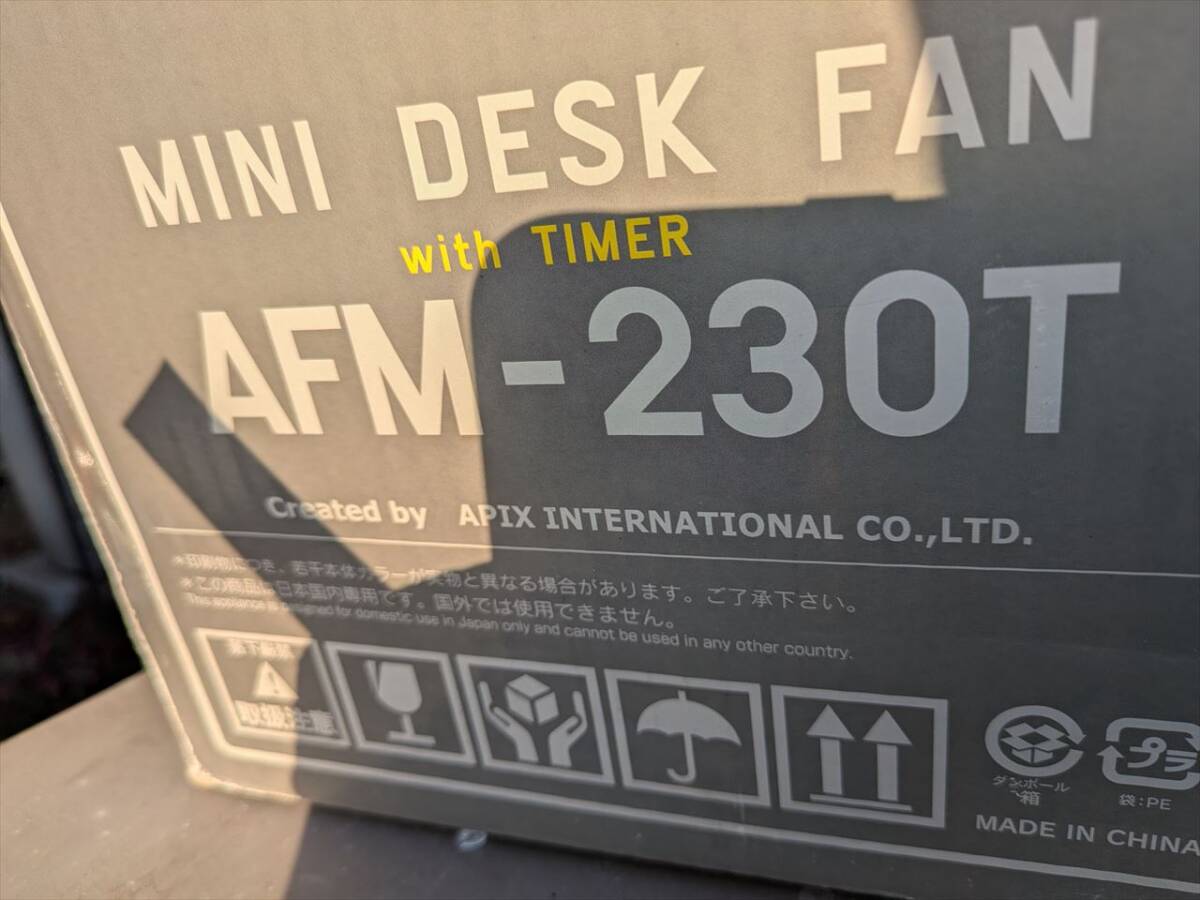 MINI DESK FAN
with TIMER
AFM-230T
Created by APIX INTERNATIONAL CO.,LTD.
*印刷物につき、若干本体カラーが実物と異なる場合があります。ご了承下さい。
*この商品は日本国内専用です。国外では使用できません。
This appliance is designed for domestic use in Japan only and cannot be used in any other country.
取扱注意
ダンボール
箱
プラ
袋:PE
MADE IN CHINA